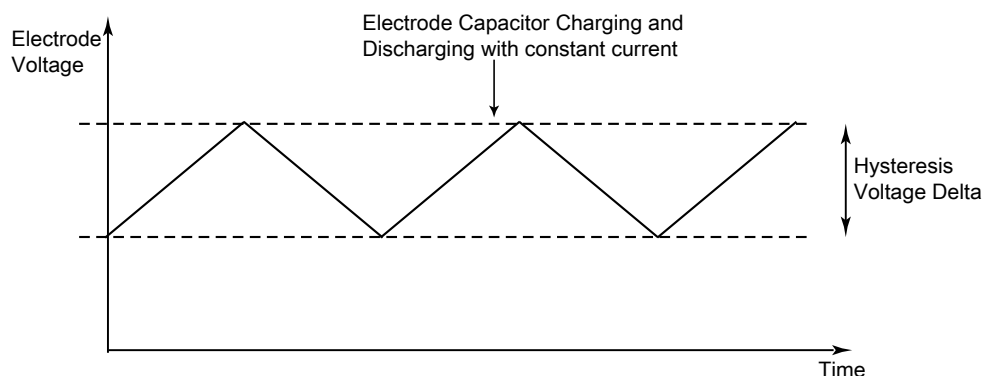 Electrode Capacitor Charging and
Discharging with constant current
Electrode
Voltage
Hysteresis
Voltage Delta
Time